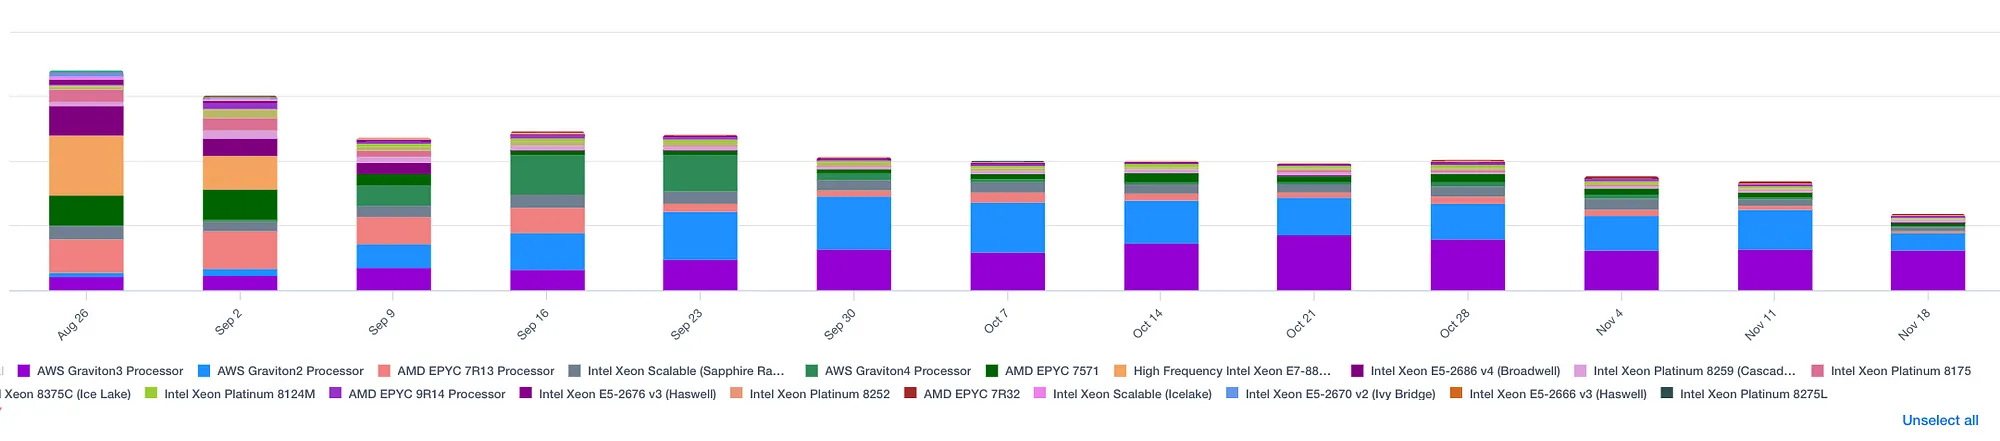 Aug 26 Sep 2 Sep 9 Sep 16 Sep 23 Sep 30 Oct 7 Oct 14 Oct 21 Oct 28 Nov 4 Nov 11 Nov 18
AWS Graviton3 Processor AWS Graviton2 Processor AMD EPYC 7R13 Processor Intel Xeon Scalable (Sapphire Ra... AWS Graviton4 Processor AMD EPYC 7571 High Frequency Intel Xeon E7-88... Intel Xeon E5-2686 v4 (Broadwell) Intel Xeon Platinum 8259 (Cascad... Intel Xeon Platinum 8175
Xeon 8375C (Ice Lake) Intel Xeon Platinum 8124M AMD EPYC 9R14 Processor Intel Xeon E5-2676 v3 (Haswell) Intel Xeon Platinum 8252 AMD EPYC 7R32 Intel Xeon Scalable (Icelake) Intel Xeon E5-2670 v2 (Ivy Bridge) Intel Xeon E5-2666 v3 (Haswell) Intel Xeon Platinum 8275L
Unselect all